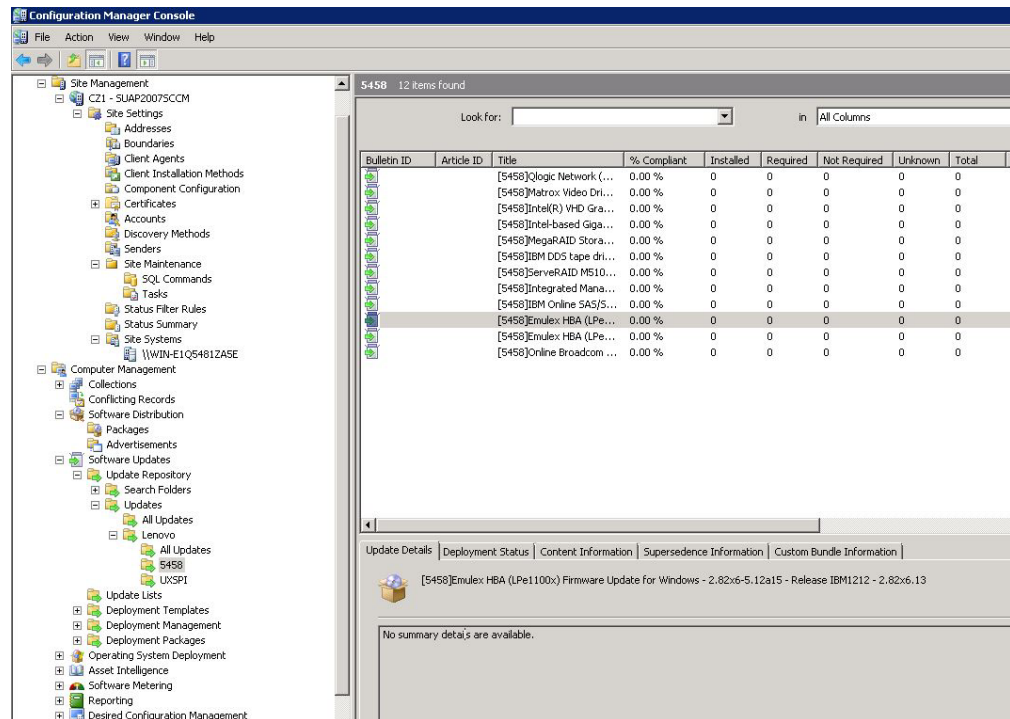 Configuration Manager Console
File Action View Window Help
Site Management
CZ1 - SUAP2007SCCM
Site Settings
Addresses
Boundaries
Client Agents
Client Installation Methods
Component Configuration
Certificates
Accounts
Discovery Methods
Senders
Site Maintenance
SQL Commands
Tasks
Status Filter Rules
Status Summary
Site Systems
\\WIN-E1Q5481ZA5E
Computer Management
Collections
Conflicting Records
Software Distribution
Packages
Advertisements
Software Updates
Update Repository
Search Folders
Updates
All Updates
Lenovo
All Updates
5458
UXSPI
Update Lists
Deployment Templates
Deployment Management
Deployment Packages
Operating System Deployment
Asset Intelligence
Software Metering
Reporting
Desired Configuration Management
5458 12 items found
Look for: in All Columns
Bulletin ID Article ID Title % Compliant Installed Required Not Required Unknown Total
[5458]Qlogic Network (... 0.00 % 0 0 0 0 0
[5458]Matrox Video Dri... 0.00 % 0 0 0 0 0
[5458]Intel(R) VHD Gra... 0.00 % 0 0 0 0 0
[5458]Intel-based Giga... 0.00 % 0 0 0 0 0
[5458]MegaRAID Stora... 0.00 % 0 0 0 0 0
[5458]IBM DDS tape dri... 0.00 % 0 0 0 0 0
[5458]ServeRAID M510... 0.00 % 0 0 0 0 0
[5458]Integrated Mana... 0.00 % 0 0 0 0 0
[5458]IBM Online SAS/S... 0.00 % 0 0 0 0 0
[5458]Emulex HBA (LPe... 0.00 % 0 0 0 0 0
[5458]Emulex HBA (LPe... 0.00 % 0 0 0 0 0
[5458]Online Broadcom ... 0.00 % 0 0 0 0 0
Update Details Deployment Status Content Information Supersedence Information Custom Bundle Information
[5458]Emulex HBA (LPe1100x) Firmware Update for Windows - 2.82x6-5.12a15 - Release IBM1212 - 2.82x6.13
No summary details are available.